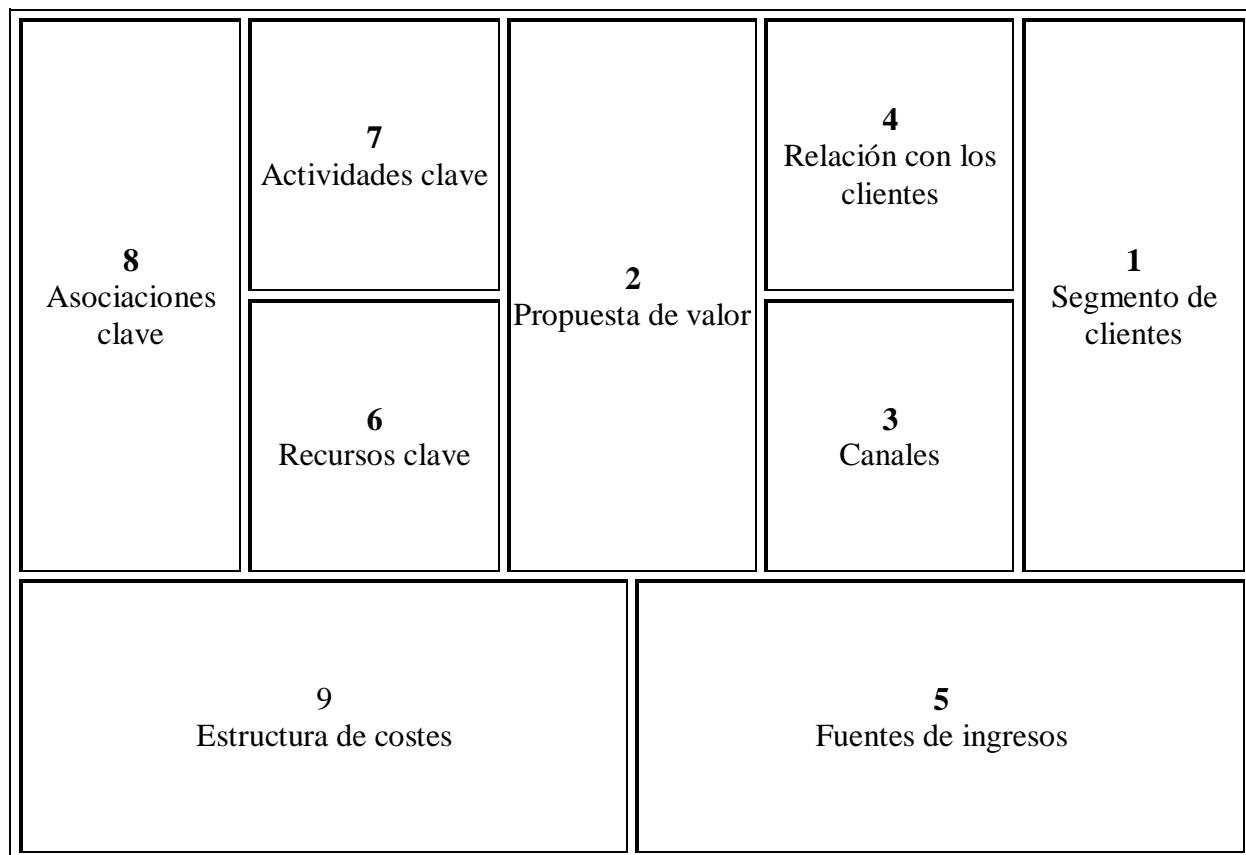 8
Asociaciones
clave
7
Actividades clave
6
Recursos clave
2
Propuesta de valor
4
Relación con los
clientes
3
Canales
1
Segmento de
clientes
9
Estructura de costes
5
Fuentes de ingresos